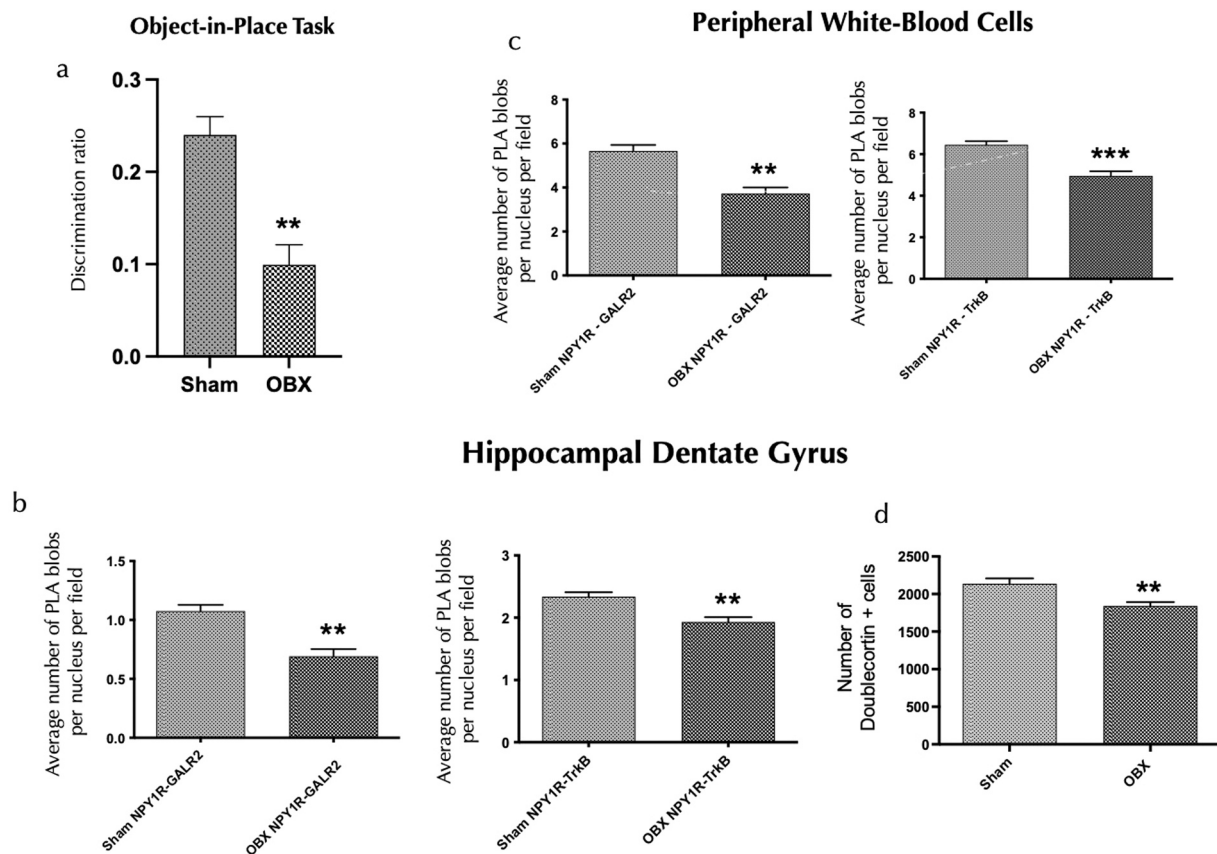 Object-in-Place Task
a
Discrimination ratio
0.3
0.2
0.1
0.0
**
Sham
OBX
Peripheral White-Blood Cells
c
Average number of PLA blobs
per nucleus per field
8
6
4
2
0
**
Sham NPY1R - GALR2
OBX NPY1R - GALR2
Average number of PLA blobs
per nucleus per field
8
6
4
2
0
***
Sham NPY1R - TrkB
OBX NPY1R - TrkB
Hippocampal Dentate Gyrus
b
Average number of PLA blobs
per nucleus per field
1.5
1.0
0.5
0.0
**
Sham NPY1R-GALR2
OBX NPY1R-GALR2
Average number of PLA blobs
per nucleus per field
3
2
1
0
**
Sham NPY1R-TrkB
OBX NPY1R-TrkB
d
Number of
Doublecortin + cells
2500
2000
1500
1000
500
0
**
Sham
OBX